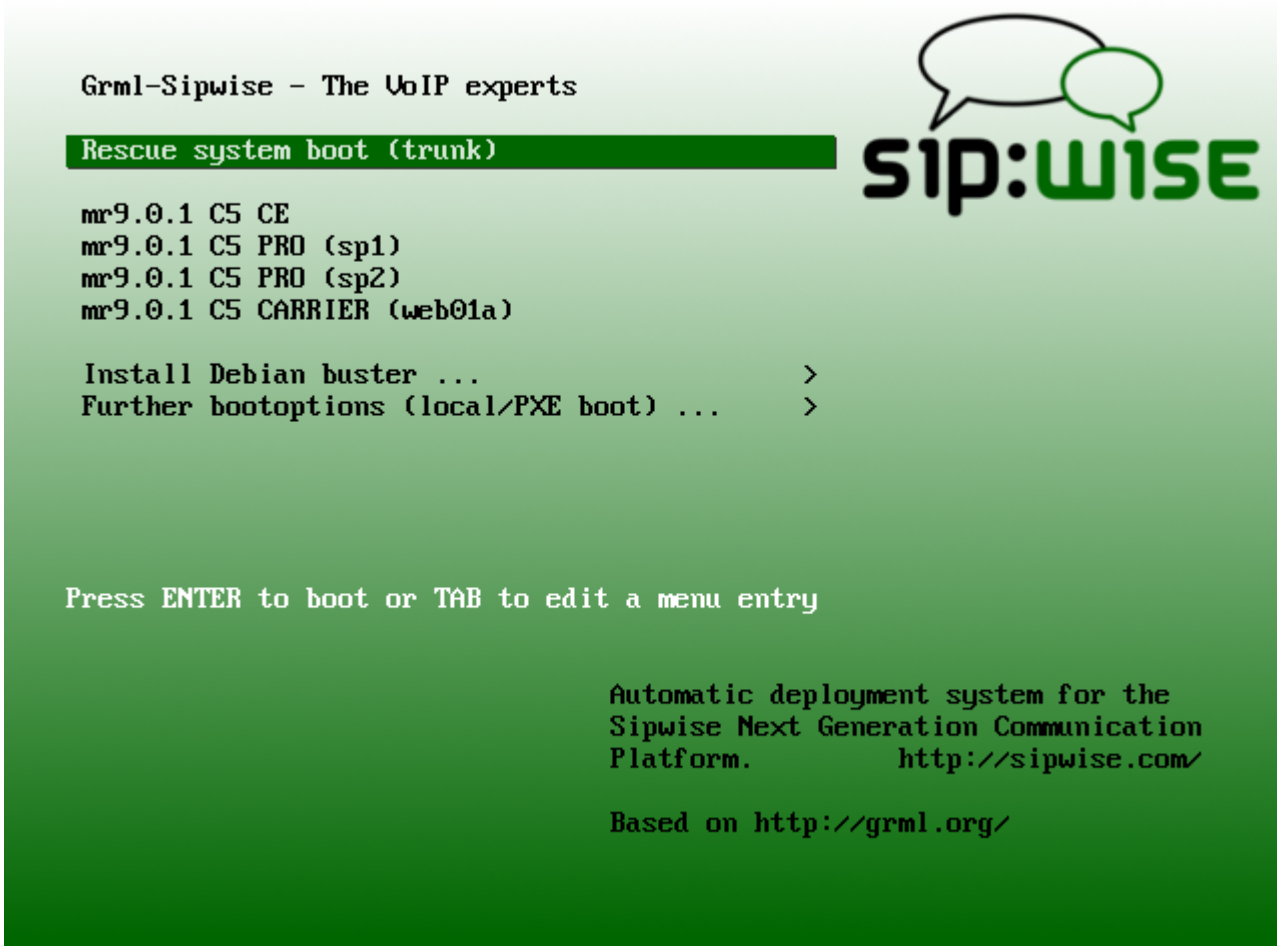 Grml-Sipwise - The VoIP experts
sip:wise
Rescue system boot (trunk)
mr9.0.1 C5 CE
mr9.0.1 C5 PRO (sp1)
mr9.0.1 C5 PRO (sp2)
mr9.0.1 C5 CARRIER (web01a)
Install Debian buster ... >
Further bootoptions (local/PXE boot) ... >
Press ENTER to boot or TAB to edit a menu entry
Automatic deployment system for the
Sipwise Next Generation Communication
Platform. http://sipwise.com/
Based on http://grml.org/